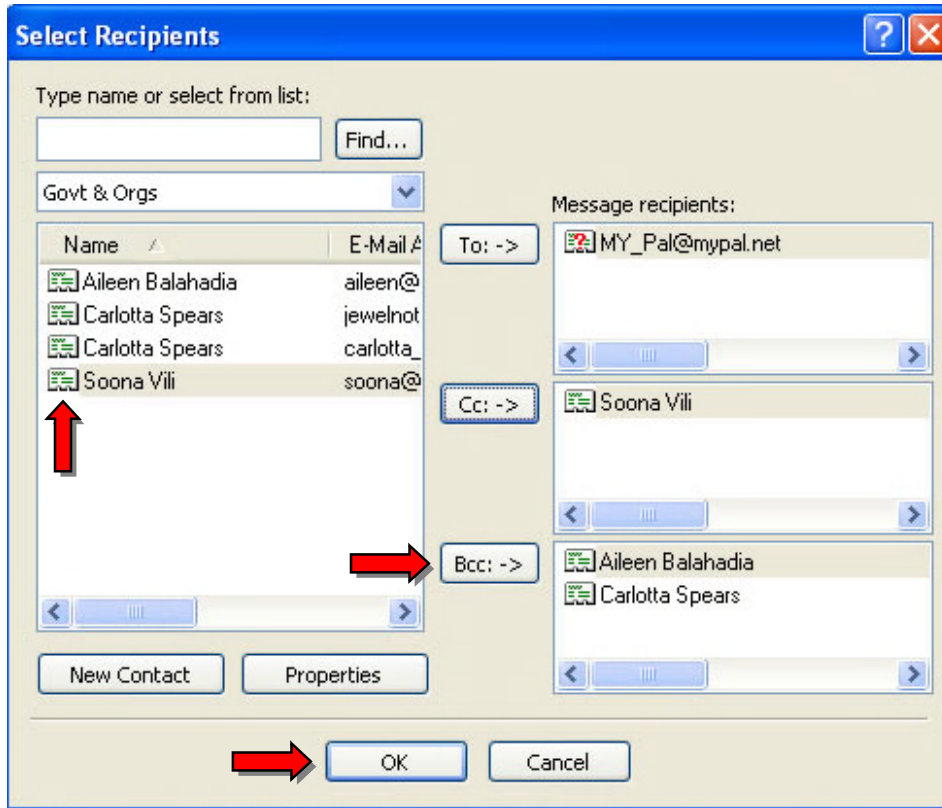 Select Recipients
Type name or select from list:
Find...
Govt & Orgs
Name E-Mail A
Aileen Balahadia aileen@
Carlotta Spears jewelnot
Carlotta Spears carlotta_
Soona Vili soona@
New Contact Properties
Message recipients:
To: -> MY_Pal@mypal.net
Cc: -> Soona Vili
Bcc: -> Aileen Balahadia
Carlotta Spears
OK Cancel